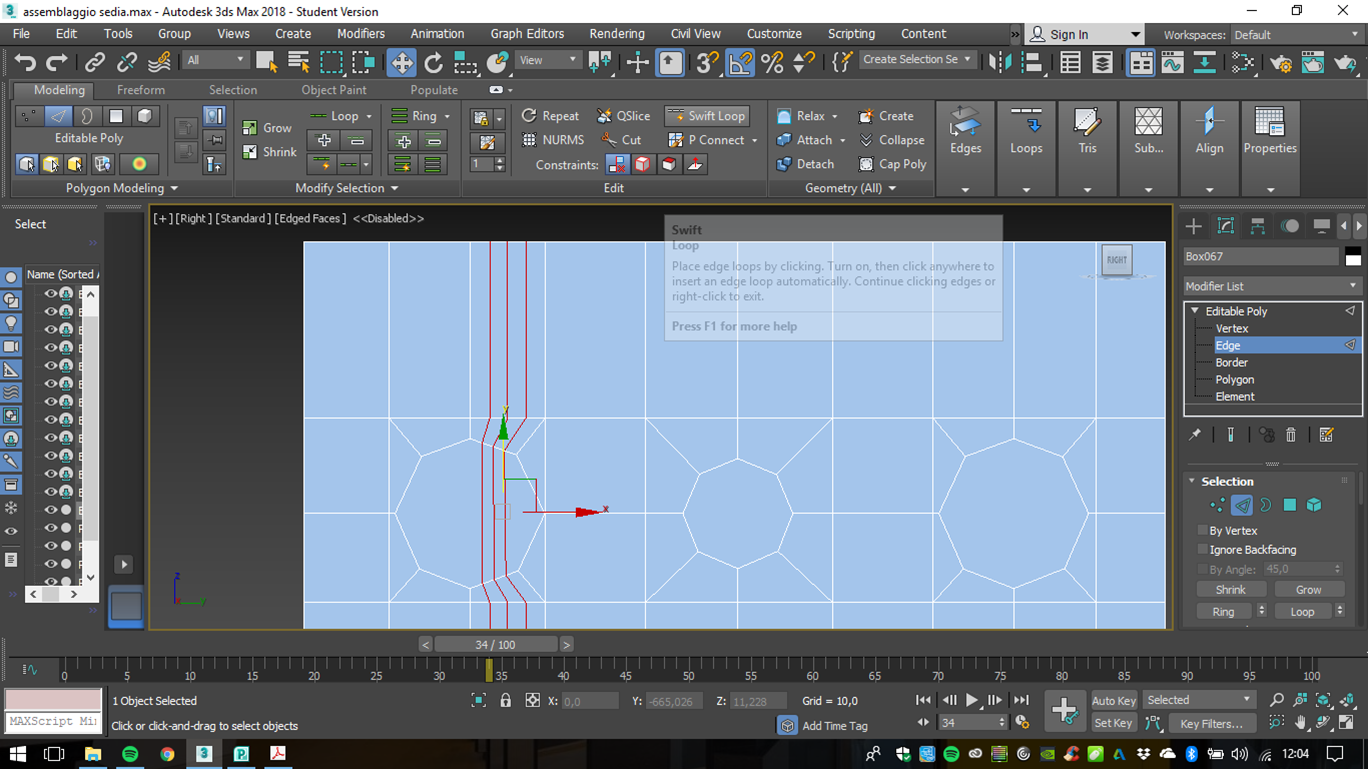 assemblaggio sedia.max - Autodesk 3ds Max 2018 - Student Version
File Edit Tools Group Views Create Modifiers Animation Graph Editors Rendering Civil View Customize Scripting Content » Sign In Workspaces: Default
All View Create Selection Se
Modeling Freeform Selection Object Paint Populate
Loop Ring Repeat QSlice Swift Loop Relax Create
Editable Poly Grow NURMS Cut P Connect Attach Collapse Edges Loops Tris Sub... Align Properties
Shrink 1 Constraints: Detach Cap Poly
Polygon Modeling Modify Selection Edit Geometry (All)
[+] [Right] [Standard] [Edged Faces] <<Disabled>>
Select
Name (Sorted A
Swift
Loop
Place edge loops by clicking. Turn on, then click anywhere to
insert an edge loop automatically. Continue clicking edges or
right-click to exit.
Press F1 for more help
RIGHT
y
x
z
y
Box067
Modifier List
Editable Poly
Vertex
Edge
Border
Polygon
Element
Selection
By Vertex
Ignore Backfacing
By Angle: 45,0
Shrink Grow
Ring Loop
< 34 / 100 >
0 5 10 15 20 25 30 35 40 45 50 55 60 65 70 75 80 85 90 95 100
1 Object Selected X: 0,0 Y: -665,026 Z: 11,228 Grid = 10,0 Auto Key Selected
MAXScript Mi
Click or click-and-drag to select objects Add Time Tag 34 Set Key Key Filters...
12:04